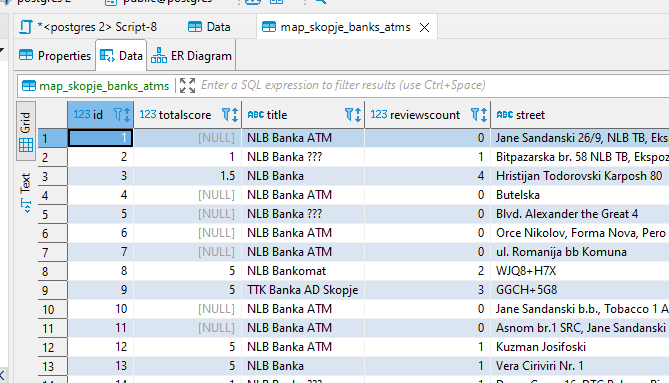 postgres 2
public@postgres
*<postgres 2> Script-8 Data map_skopje_banks_atms
Properties Data ER Diagram
map_skopje_banks_atms Enter a SQL expression to filter results (use Ctrl+Space)
Grid
Text
123 id 123 totalscore ABC title 123 reviewscount ABC street
1 1 [NULL] NLB Banka ATM 0 Jane Sandanski 26/9, NLB TB, Eksp
2 2 1 NLB Banka ??? 1 Bitpazarska br. 58 NLB TB, Ekspoz
3 3 1.5 NLB Banka 4 Hristijan Todorovski Karposh 80
4 4 [NULL] NLB Banka ATM 0 Butelska
5 5 [NULL] NLB Banka ??? 0 Blvd. Alexander the Great 4
6 6 [NULL] NLB Banka ATM 0 Orce Nikolov, Forma Nova, Pero
7 7 [NULL] NLB Banka ATM 0 ul. Romanija bb Komuna
8 8 5 NLB Bankomat 2 WJQ8+H7X
9 9 5 TTK Banka AD Skopje 3 GGCH+5G8
10 10 [NULL] NLB Banka ATM 0 Jane Sandanski b.b., Tobacco 1 A
11 11 [NULL] NLB Banka ATM 0 Asnom br.1 SRC, Jane Sandanski
12 12 5 NLB Banka ATM 1 Kuzman Josifoski
13 13 5 NLB Banka 1 Vera Ciriviri Nr. 1